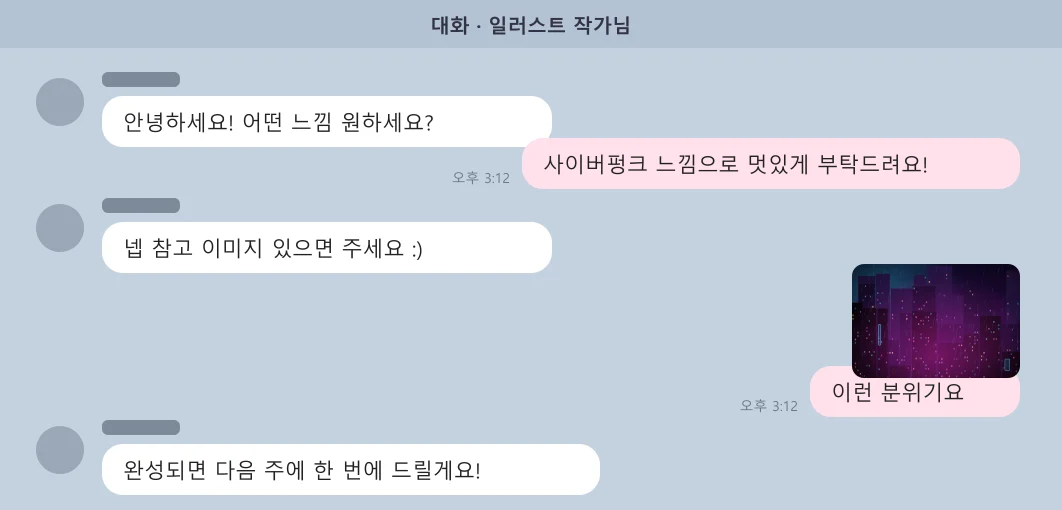 대화 · 일러스트 작가님
안녕하세요! 어떤 느낌 원하세요?
사이버펑크 느낌으로 멋있게 부탁드려요!
오후 3:12
넵 참고 이미지 있으면 주세요 :)
이런 분위기요
오후 3:12
완성되면 다음 주에 한 번에 드릴게요!